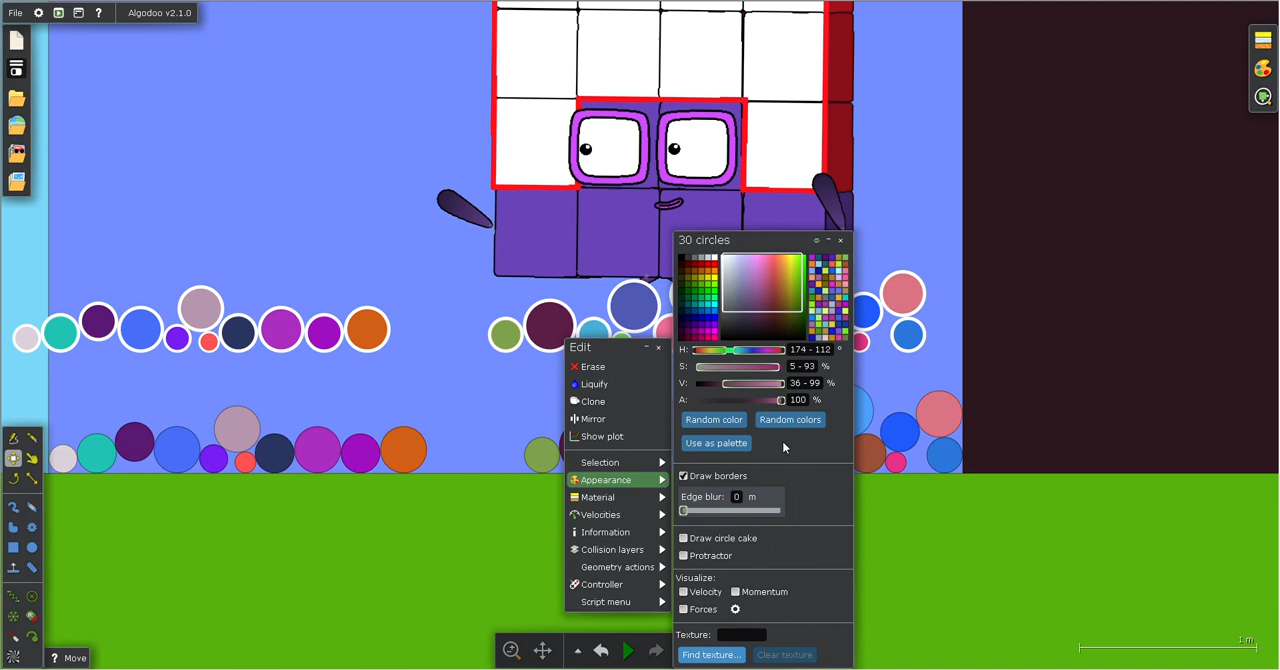 File ? Algodoo v2.1.0
30 circles
H: 174 - 112 °
S: 5 - 93 %
V: 36 - 99 %
A: 100 %
Random color Random colors
Use as palette
Draw borders
Edge blur: 0 m
Draw circle cake
Protractor
Visualize:
Velocity Momentum
Forces
Texture:
Find texture... Clear texture
Edit
Erase
Liquify
Clone
Mirror
Show plot
Selection
Appearance
Material
Velocities
Information
Collision layers
Geometry actions
Controller
Script menu
1 m
? Move